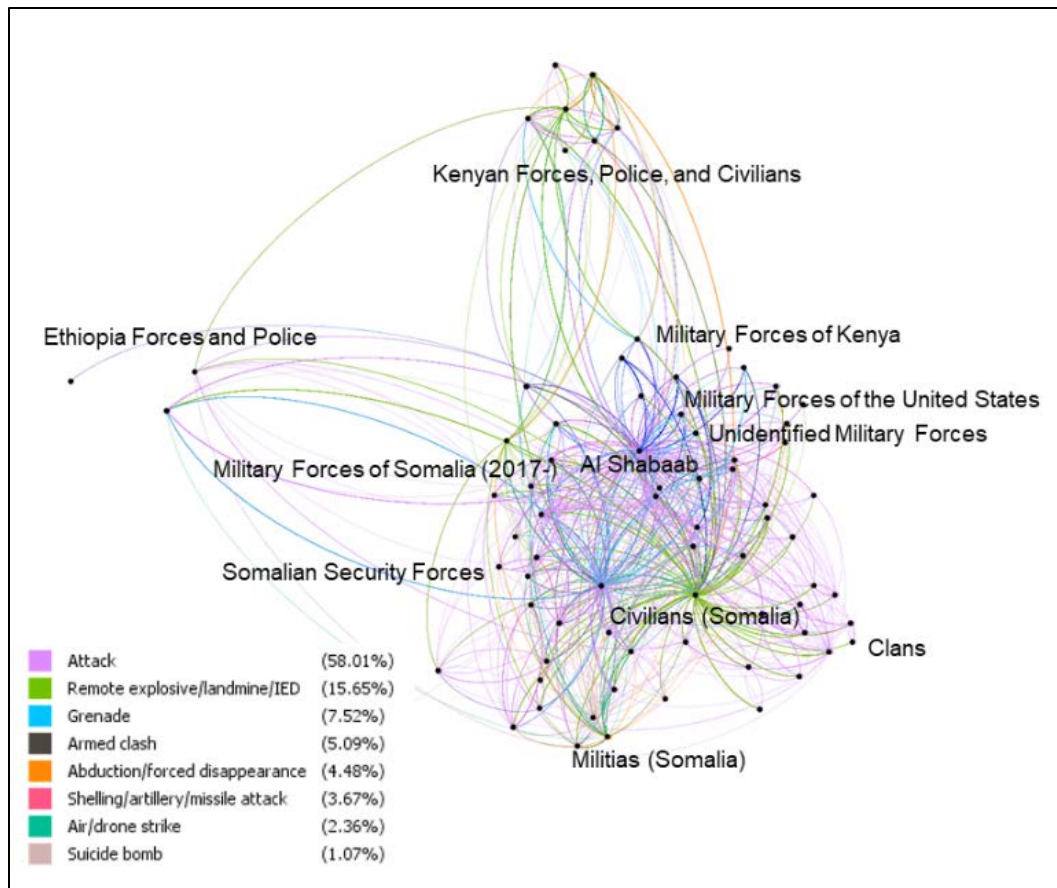 Kenyan Forces, Police, and Civilians
Ethiopia Forces and Police
Military Forces of Kenya
Military Forces of the United States
Unidentified Military Forces
Military Forces of Somalia (2017-)
Al Shabaab
Somalian Security Forces
Civilians (Somalia)
Clans
Militias (Somalia)
Attack (58.01%)
Remote explosive/landmine/IED (15.65%)
Grenade (7.52%)
Armed clash (5.09%)
Abduction/forced disappearance (4.48%)
Shelling/artillery/missile attack (3.67%)
Air/drone strike (2.36%)
Suicide bomb (1.07%)